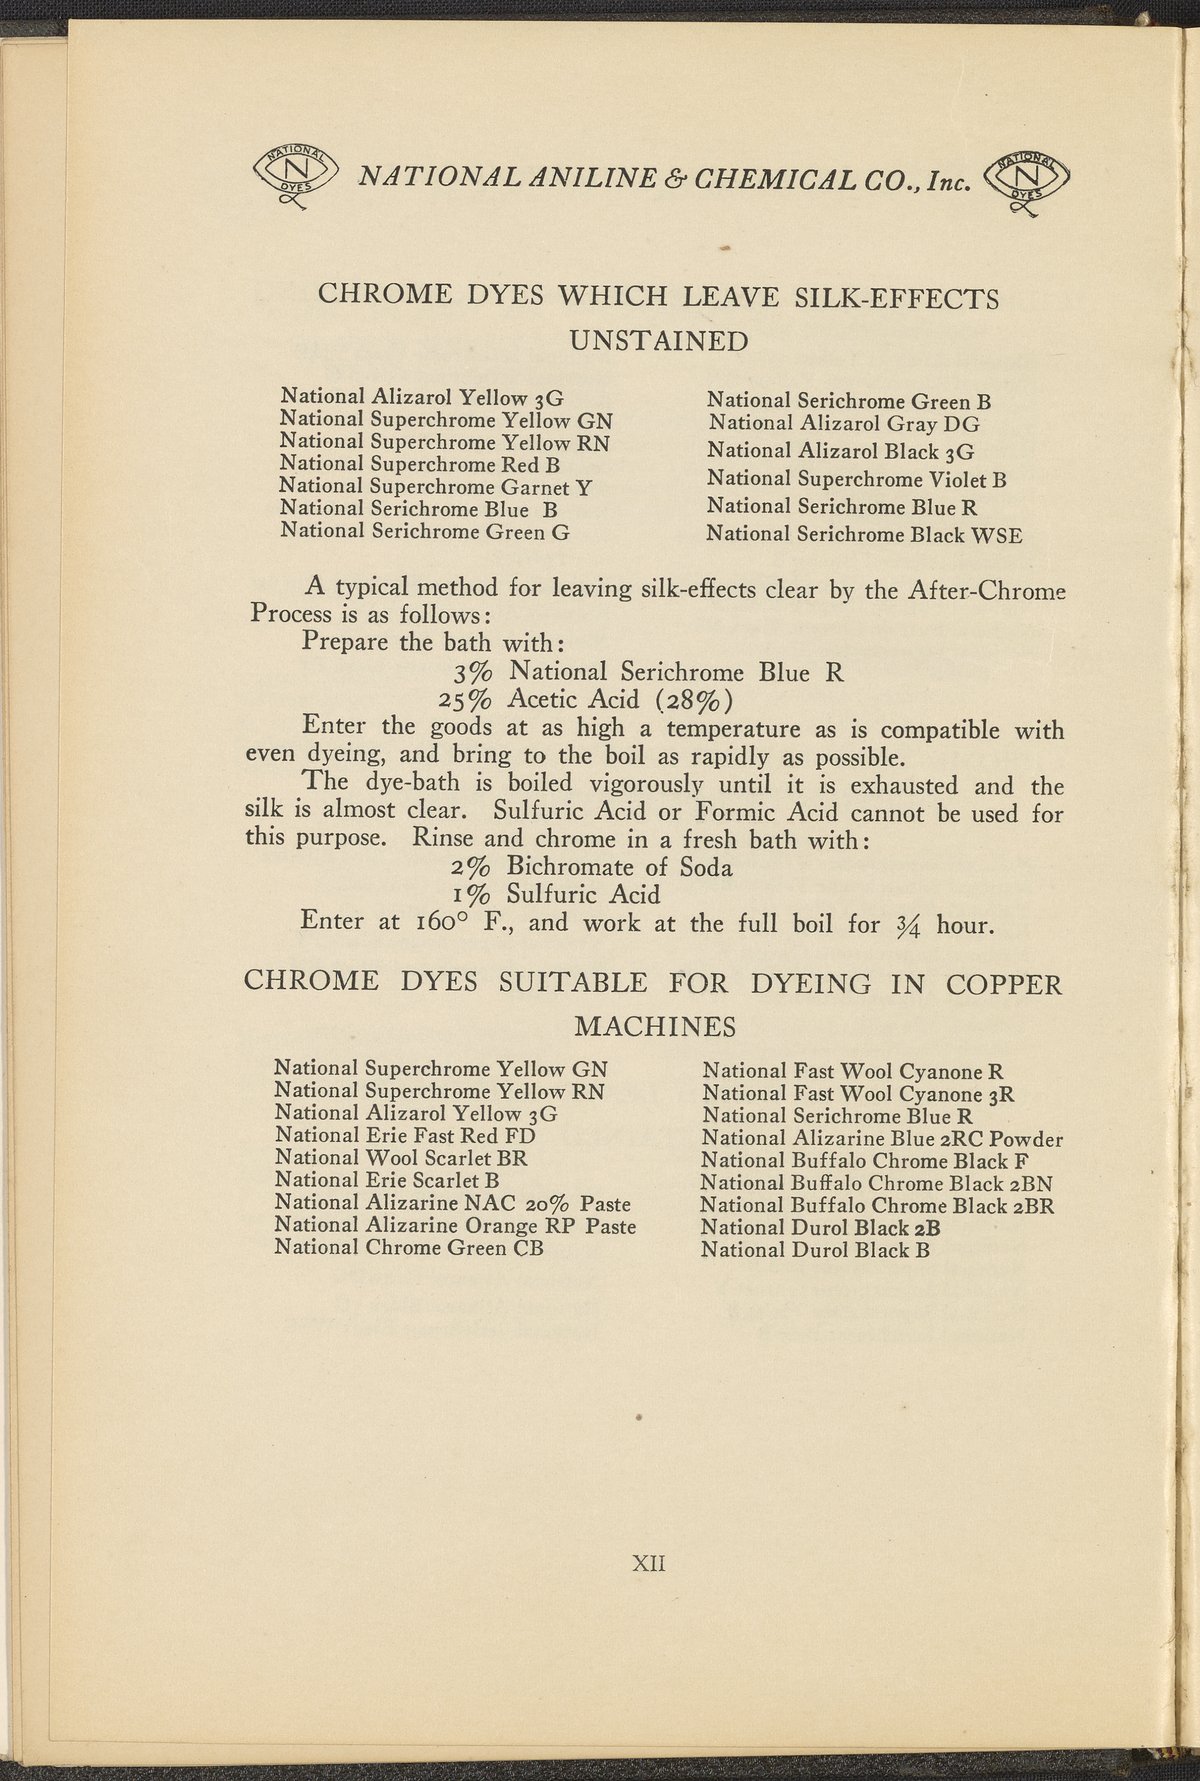 NATIONAL
N
DYES
NATIONAL ANILINE & CHEMICAL CO., Inc.
NATIONAL
N
DYES
CHROME DYES WHICH LEAVE SILK-EFFECTS
UNSTAINED
National Alizarol Yellow 3G
National Superchrome Yellow GN
National Superchrome Yellow RN
National Superchrome Red B
National Superchrome Garnet Y
National Serichrome Blue B
National Serichrome Green G
National Serichrome Green B
National Alizarol Gray DG
National Alizarol Black 3G
National Superchrome Violet B
National Serichrome Blue R
National Serichrome Black WSE
A typical method for leaving silk-effects clear by the After-Chrome
Process is as follows:
Prepare the bath with:
3% National Serichrome Blue R
25% Acetic Acid (28%)
Enter the goods at as high a temperature as is compatible with
even dyeing, and bring to the boil as rapidly as possible.
The dye-bath is boiled vigorously until it is exhausted and the
silk is almost clear. Sulfuric Acid or Formic Acid cannot be used for
this purpose. Rinse and chrome in a fresh bath with:
2% Bichromate of Soda
1% Sulfuric Acid
Enter at 160° F., and work at the full boil for ¾ hour.
CHROME DYES SUITABLE FOR DYEING IN COPPER
MACHINES
National Superchrome Yellow GN
National Superchrome Yellow RN
National Alizarol Yellow 3G
National Erie Fast Red FD
National Wool Scarlet BR
National Erie Scarlet B
National Alizarine NAC 20% Paste
National Alizarine Orange RP Paste
National Chrome Green CB
National Fast Wool Cyanone R
National Fast Wool Cyanone 3R
National Serichrome Blue R
National Alizarine Blue 2RC Powder
National Buffalo Chrome Black F
National Buffalo Chrome Black 2BN
National Buffalo Chrome Black 2BR
National Durol Black 2B
National Durol Black B
XII